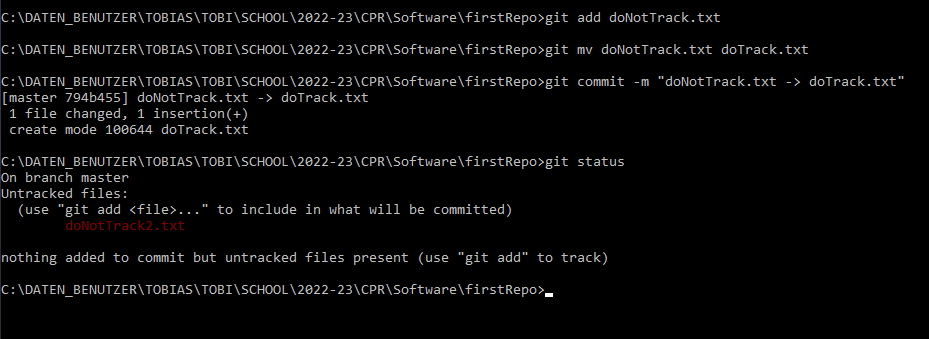 C:\DATEN_BENUTZER\TOBIAS\TOBI\SCHOOL\2022-23\CPR\Software\firstRepo>git add doNotTrack.txt
C:\DATEN_BENUTZER\TOBIAS\TOBI\SCHOOL\2022-23\CPR\Software\firstRepo>git mv doNotTrack.txt doTrack.txt
C:\DATEN_BENUTZER\TOBIAS\TOBI\SCHOOL\2022-23\CPR\Software\firstRepo>git commit -m "doNotTrack.txt -> doTrack.txt"
[master 794b455] doNotTrack.txt -> doTrack.txt
 1 file changed, 1 insertion(+)
 create mode 100644 doTrack.txt
C:\DATEN_BENUTZER\TOBIAS\TOBI\SCHOOL\2022-23\CPR\Software\firstRepo>git status
On branch master
Untracked files:
  (use "git add <file>..." to include in what will be committed)
        doNotTrack2.txt
nothing added to commit but untracked files present (use "git add" to track)
C:\DATEN_BENUTZER\TOBIAS\TOBI\SCHOOL\2022-23\CPR\Software\firstRepo>